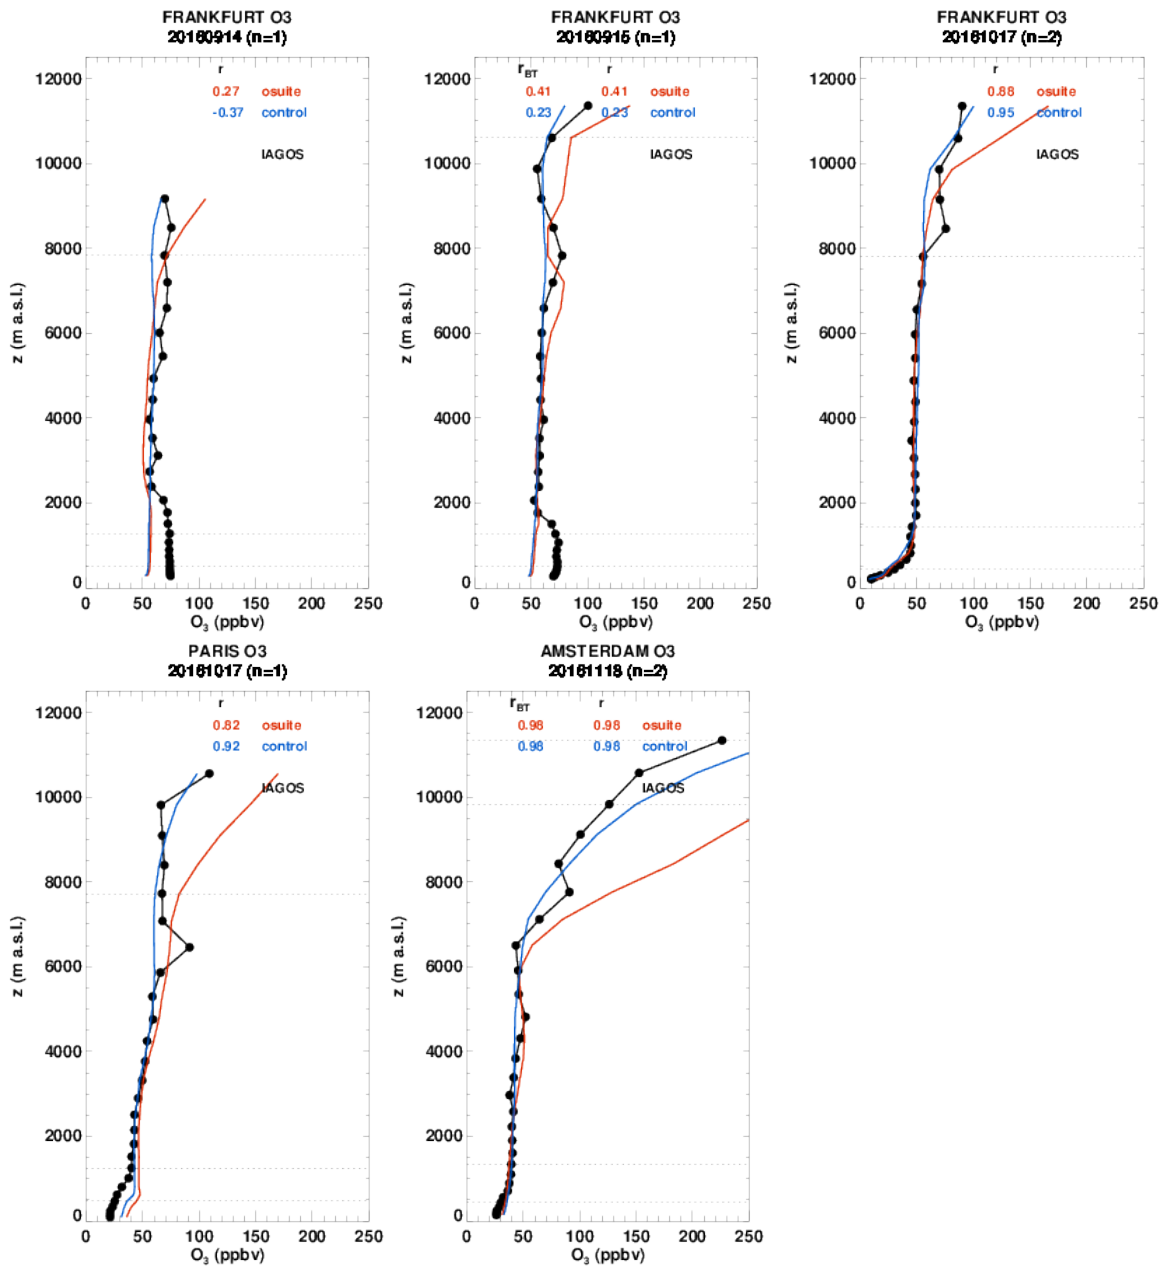 FRANKFURT O3
20160914 (n=1)
r
0.27 osuite
-0.37 control
IAGOS
12000
10000
8000
6000
4000
2000
0
z (m a.s.l.)
0 50 100 150 200 250
O3 (ppbv)
FRANKFURT O3
20160915 (n=1)
rBT r
0.41 0.41 osuite
0.23 0.23 control
IAGOS
12000
10000
8000
6000
4000
2000
0
z (m a.s.l.)
0 50 100 150 200 250
O3 (ppbv)
FRANKFURT O3
20161017 (n=2)
r
0.88 osuite
0.95 control
IAGOS
12000
10000
8000
6000
4000
2000
0
z (m a.s.l.)
0 50 100 150 200 250
O3 (ppbv)
PARIS O3
20161017 (n=1)
r
0.82 osuite
0.92 control
IAGOS
12000
10000
8000
6000
4000
2000
0
z (m a.s.l.)
0 50 100 150 200 250
O3 (ppbv)
AMSTERDAM O3
20161118 (n=2)
rBT r
0.98 0.98 osuite
0.98 0.98 control
IAGOS
12000
10000
8000
6000
4000
2000
0
z (m a.s.l.)
0 50 100 150 200 250
O3 (ppbv)